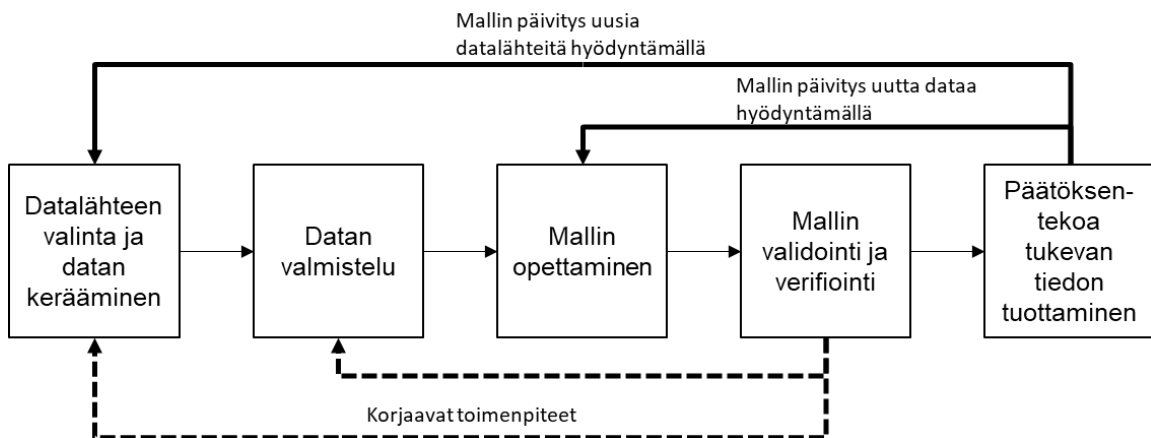 Mallin päivitys uusia
datalähteitä hyödyntämällä
Mallin päivitys uutta dataa
hyödyntämällä
Datalähteen
valinta ja
datan
kerääminen
Datan
valmistelu
Mallin
opettaminen
Mallin
validointi ja
verifiointi
Päätöksen-
tekoa
tukevan
tiedon
tuottaminen
Korjaavat toimenpiteet